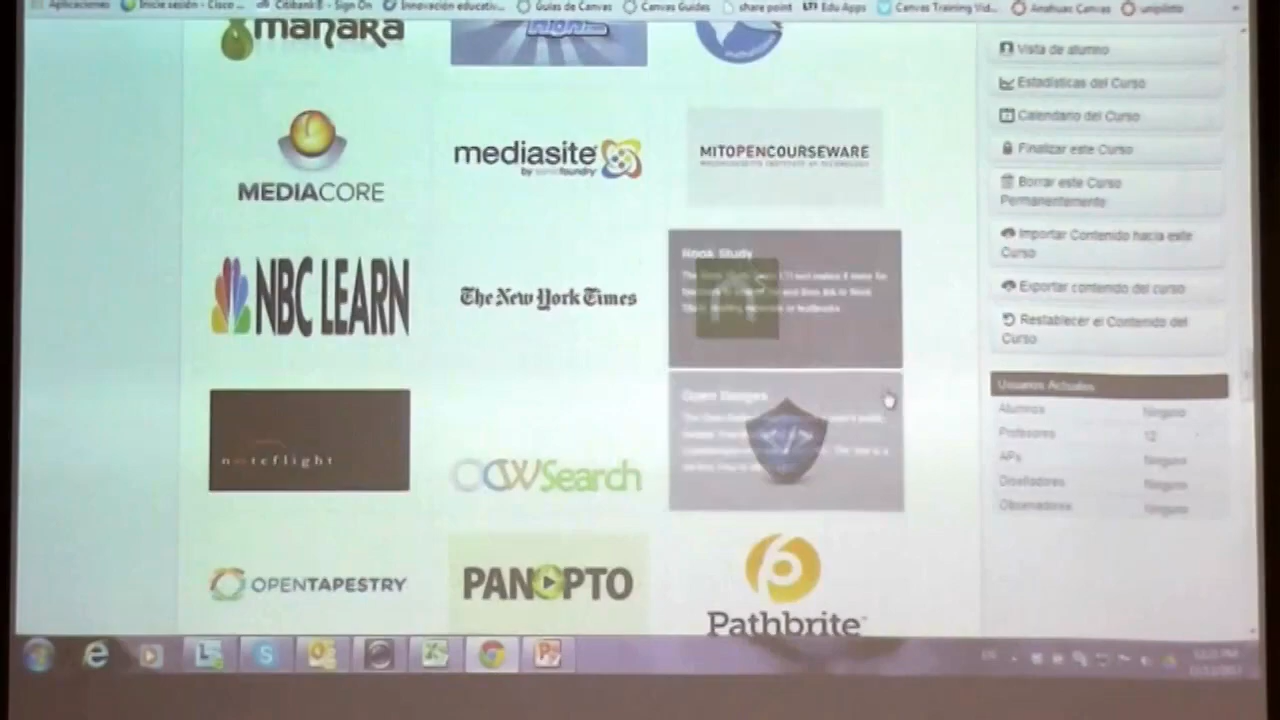 Aplicaciones Inicie sesión - Cisco ... Citibank - Sign On Innovación educativ... Guías de Canvas Canvas Guides share point LTI Edu Apps Canvas Training Vid... Anahuac Canvas unipiloto
manara
MEDIACORE
mediasite
by sonicfoundry
MITOPENCOURSEWARE
NBC LEARN
The New York Times
Nook Study
noteflight
OCWSearch
Open Badges
OPENTAPESTRY
PANOPTO
Pathbrite
Vista de alumno
Estadísticas del Curso
Calendario del Curso
Finalizar este Curso
Borrar este Curso
Permanentemente
Importar Contenido hacia este
Curso
Exportar contenido del curso
Restablecer el Contenido del
Curso
Usuarios Actuales
Alumnos Ninguno
Profesores 12
APs Ninguno
Diseñadores Ninguno
Observadores Ninguno